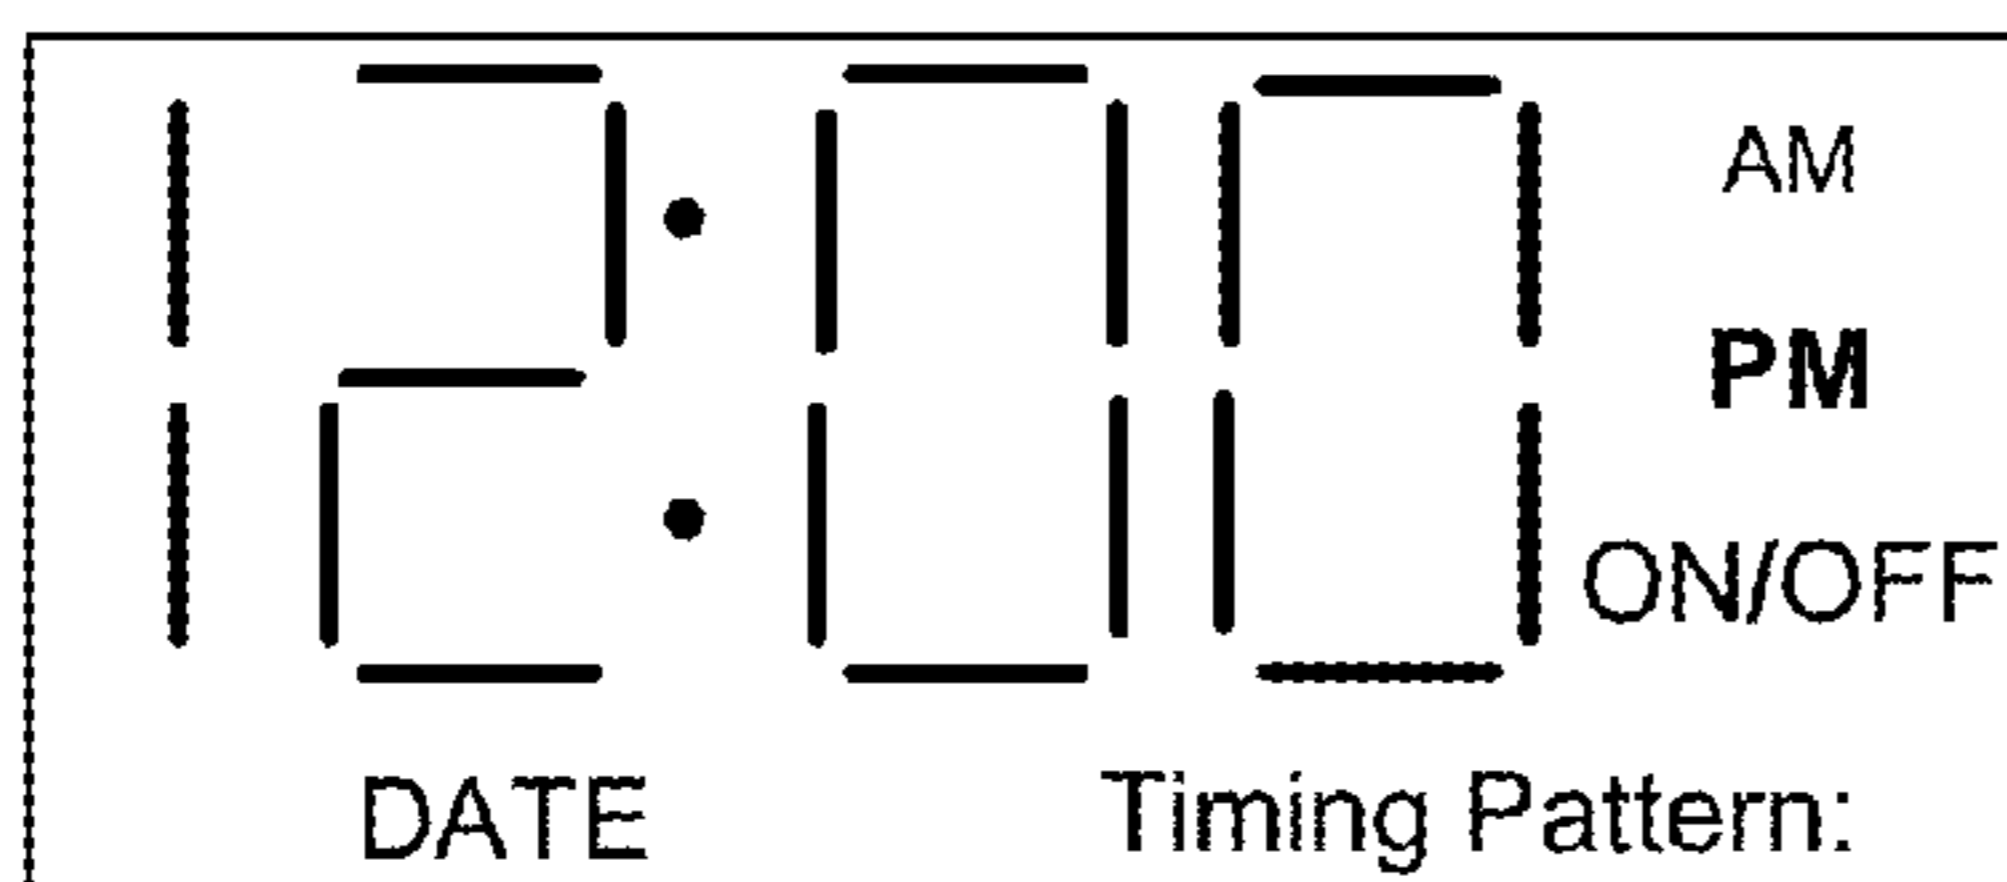 12:00
AM
PM
ON/OFF
DATE
Timing Pattern: